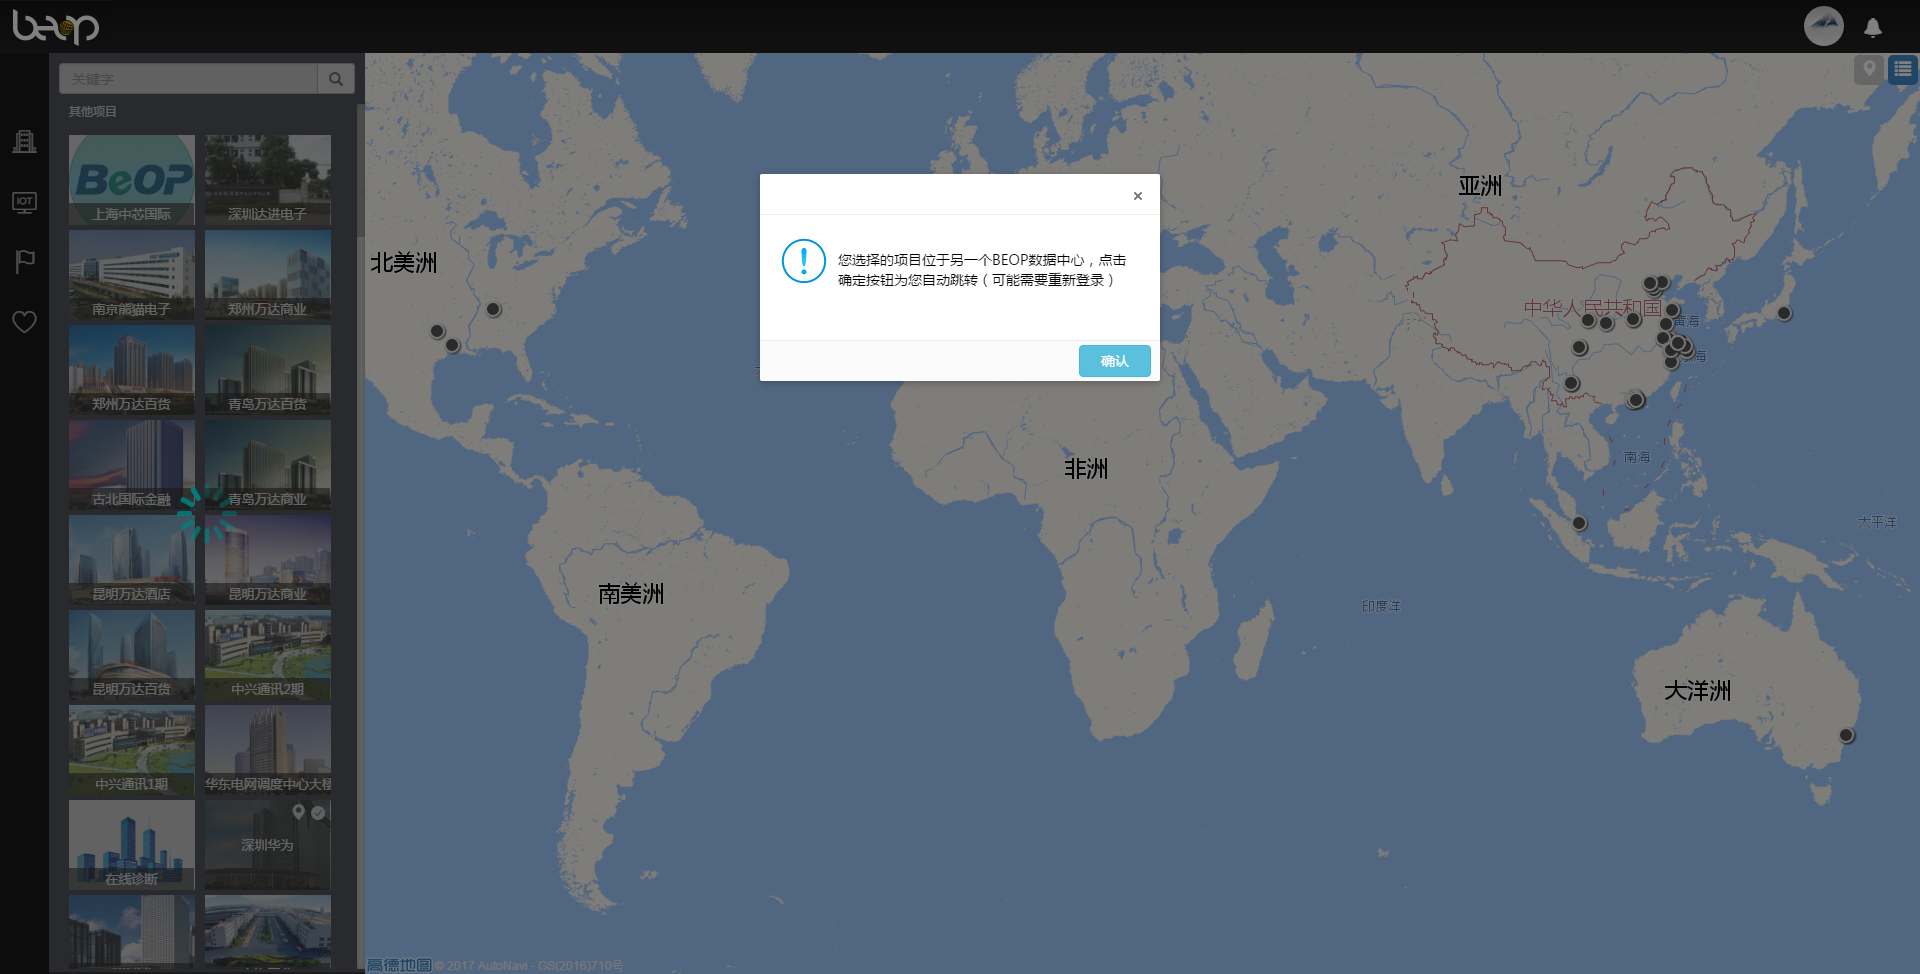 beop
关键字
其他项目
BeOP
上海中芯国际
深圳达进电子
南京熊猫电子
郑州万达商业
郑州万达百货
青岛万达百货
古北国际金融
青岛万达商业
昆明万达酒店
昆明万达商业
昆明万达百货
中兴通讯2期
中兴通讯1期
华东电网调度中心大楼
在线诊断
深圳华为
IOT
您选择的项目位于另一个BEOP数据中心，点击
确定按钮为您自动跳转（可能需要重新登录）
确认
亚洲
北美洲
中华人民共和国
黄海
东海
非洲
南海
太平洋
南美洲
印度洋
大洋洲
高德地图 © 2017 AutoNavi - GS(2016)710号